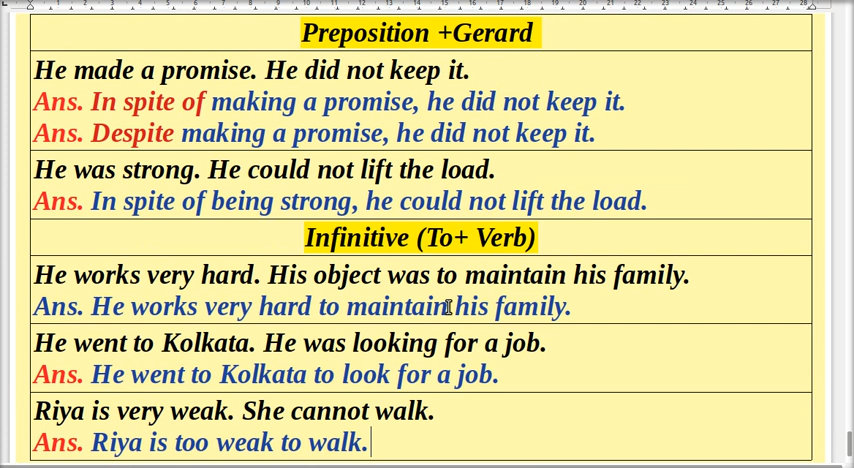 Preposition +Gerard
He made a promise. He did not keep it.
Ans. In spite of making a promise, he did not keep it.
Ans. Despite making a promise, he did not keep it.
He was strong. He could not lift the load.
Ans. In spite of being strong, he could not lift the load.
Infinitive (To+ Verb)
He works very hard. His object was to maintain his family.
Ans. He works very hard to maintain his family.
He went to Kolkata. He was looking for a job.
Ans. He went to Kolkata to look for a job.
Riya is very weak. She cannot walk.
Ans. Riya is too weak to walk.